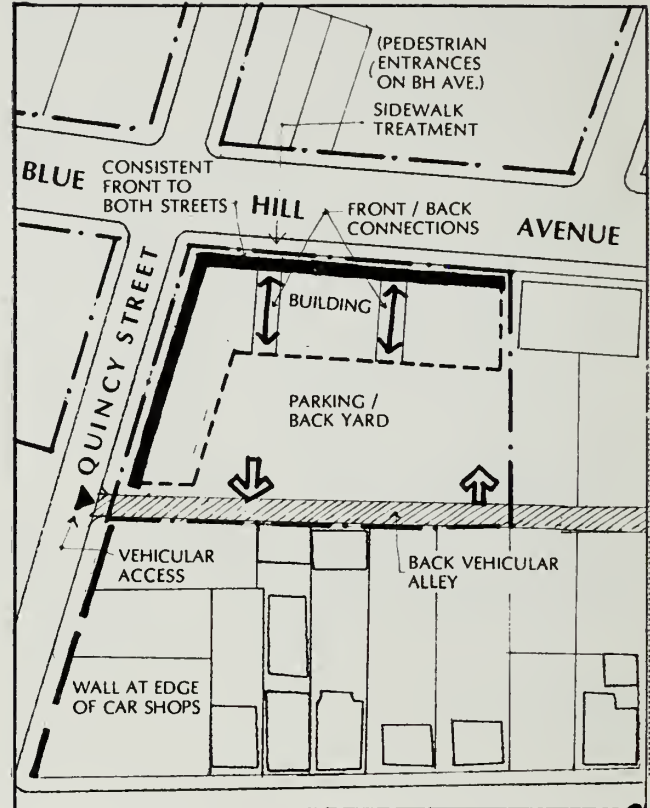 (PEDESTRIAN
(ENTRANCES
ON BH AVE.)
SIDEWALK
TREATMENT
BLUE HILL AVENUE
CONSISTENT
FRONT TO
BOTH STREETS
FRONT / BACK
CONNECTIONS
QUINCY STREET
BUILDING
PARKING /
BACK YARD
VEHICULAR
ACCESS
BACK VEHICULAR
ALLEY
WALL AT EDGE
OF CAR SHOPS